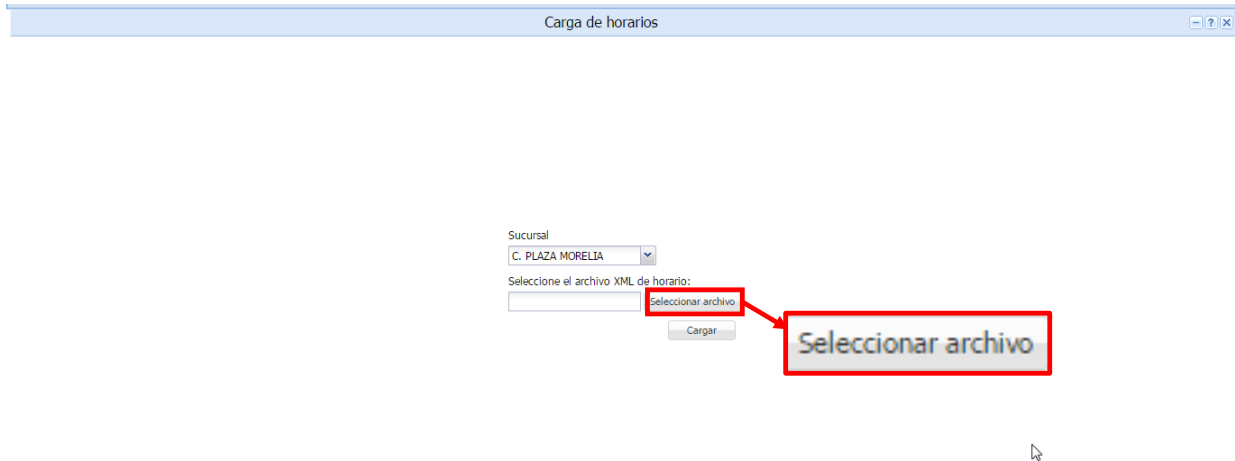 Carga de horarios
Sucursal
C. PLAZA MORELIA
Seleccione el archivo XML de horario:
Seleccionar archivo
Cargar
Seleccionar archivo